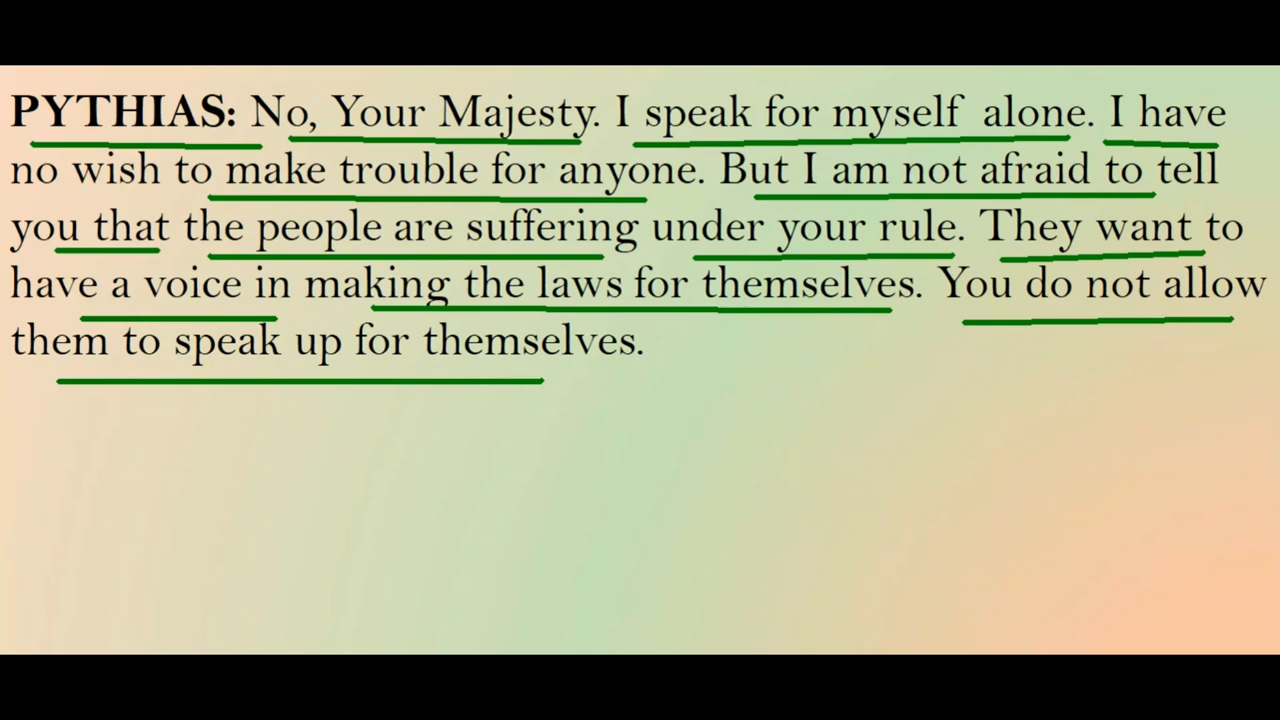 PYTHIAS: No, Your Majesty. I speak for myself alone. I have
no wish to make trouble for anyone. But I am not afraid to tell
you that the people are suffering under your rule. They want to
have a voice in making the laws for themselves. You do not allow
them to speak up for themselves.